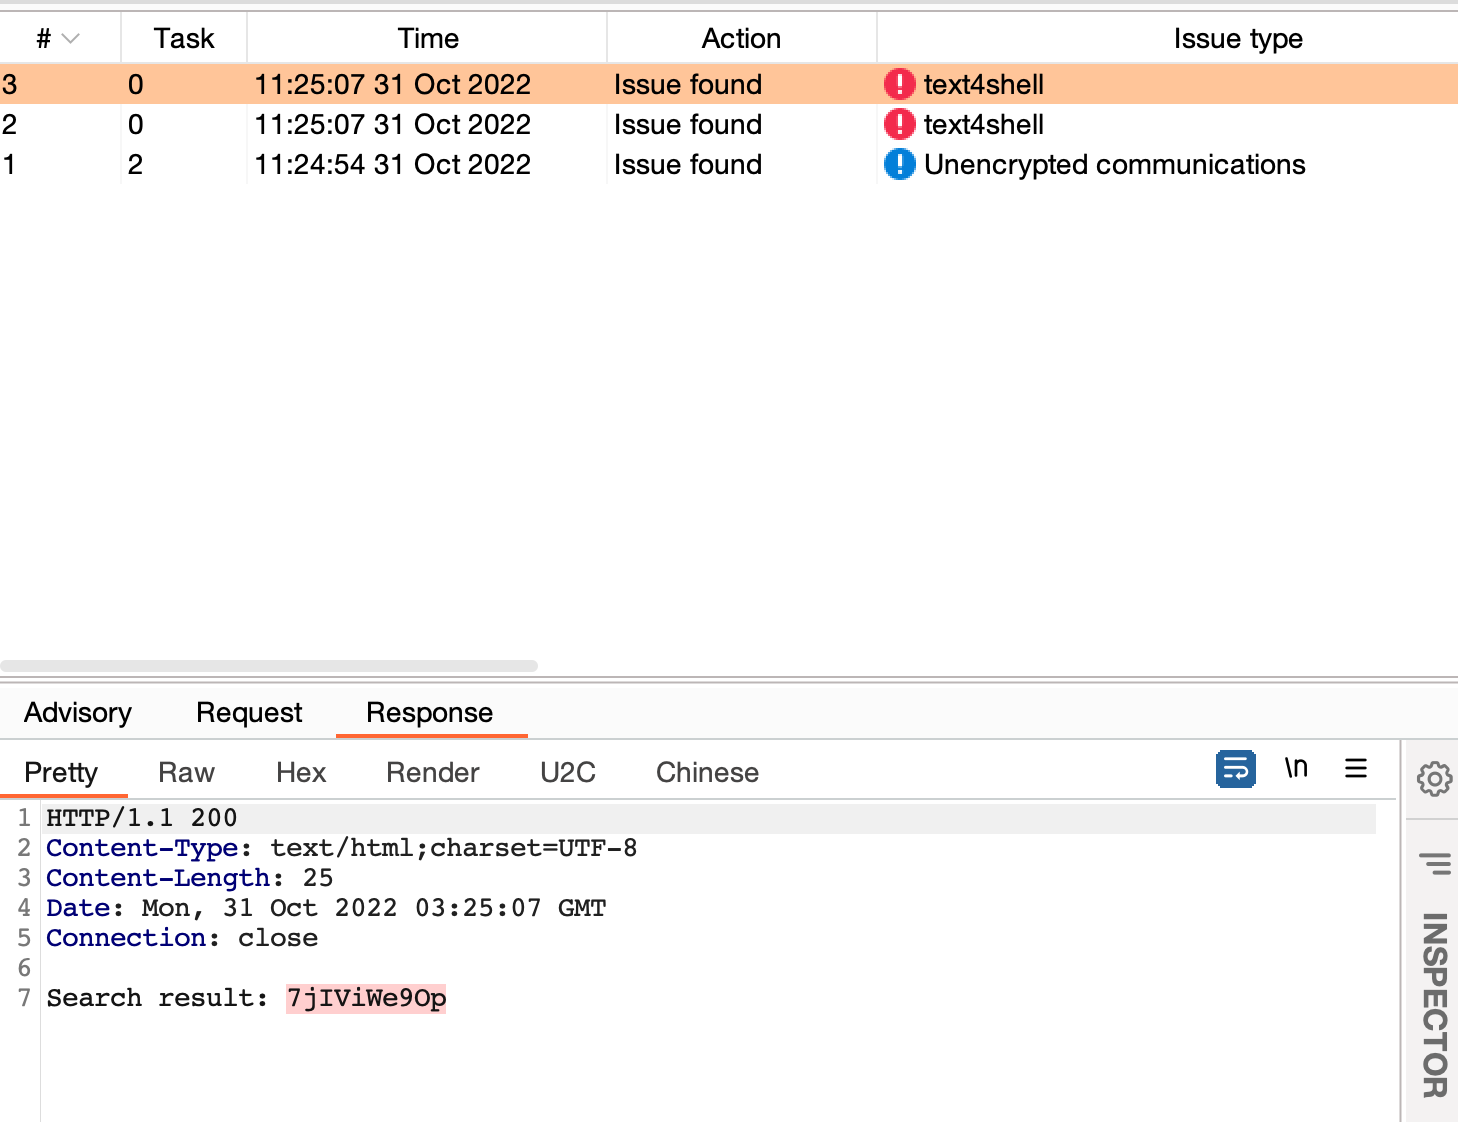 # Task Time Action Issue type
3 0 11:25:07 31 Oct 2022 Issue found text4shell
2 0 11:25:07 31 Oct 2022 Issue found text4shell
1 2 11:24:54 31 Oct 2022 Issue found Unencrypted communications
Advisory Request Response
Pretty Raw Hex Render U2C Chinese \n
1 HTTP/1.1 200
2 Content-Type: text/html;charset=UTF-8
3 Content-Length: 25
4 Date: Mon, 31 Oct 2022 03:25:07 GMT
5 Connection: close
6
7 Search result: 7jIViWe9Op
INSPECTOR